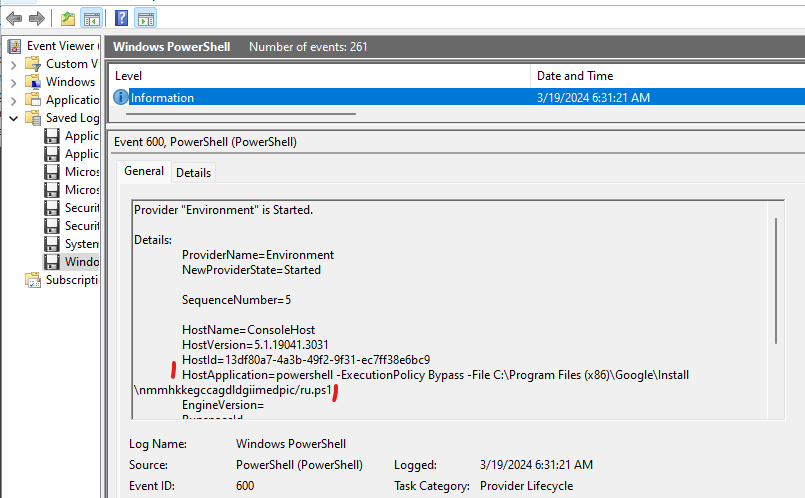 Event Viewer (
Custom V
Windows
Applicatio
Saved Log
Applic
Applic
Micros
Micros
Securit
Securit
System
Windo
Subscripti
Windows PowerShell Number of events: 261
Level Date and Time
Information 3/19/2024 6:31:21 AM
Event 600, PowerShell (PowerShell)
General Details
Provider "Environment" is Started.
Details:
ProviderName=Environment
NewProviderState=Started
SequenceNumber=5
HostName=ConsoleHost
HostVersion=5.1.19041.3031
HostId=13df80a7-4a3b-49f2-9f31-ec7ff38e6bc9
HostApplication=powershell -ExecutionPolicy Bypass -File C:\Program Files (x86)\Google\Install
\nmmhkkegccagdldgiimedpic/ru.ps1
EngineVersion=
Log Name: Windows PowerShell
Source: PowerShell (PowerShell) Logged: 3/19/2024 6:31:21 AM
Event ID: 600 Task Category: Provider Lifecycle